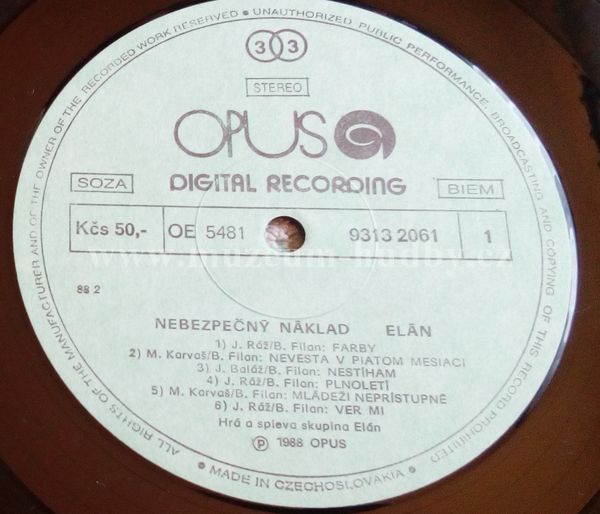 ALL RIGHTS OF THE MANUFACTURER AND OF THE OWNER OF THE RECORDED WORK RESERVED • UNAUTHORIZED PUBLIC PERFORMANCE, BROADCASTING AND COPYING OF THIS RECORD PROHIBITED
• MADE IN CZECHOSLOVAKIA •
33
STEREO
OPUS
SOZA
DIGITAL RECORDING
BIEM
Kčs 50,-
OE 5481
9313 2061
1
www.muzeum-hudby.cz
88 2
NEBEZPEČNÝ NÁKLAD ELÁN
1) J. Ráž/B. Filan: FARBY
2) M. Karvaš/B. Filan: NEVESTA V PIATOM MESIACI
3) J. Baláž/B. Filan: NESTÍHAM
4) J. Ráž/B. Filan: PLNOLETÍ
5) M. Karvaš/B. Filan: MLÁDEŽI NEPRÍSTUPNÉ
6) J. Ráž/B. Filan: VER MI
Hrá a spieva skupina Elán
Ⓟ 1988 OPUS